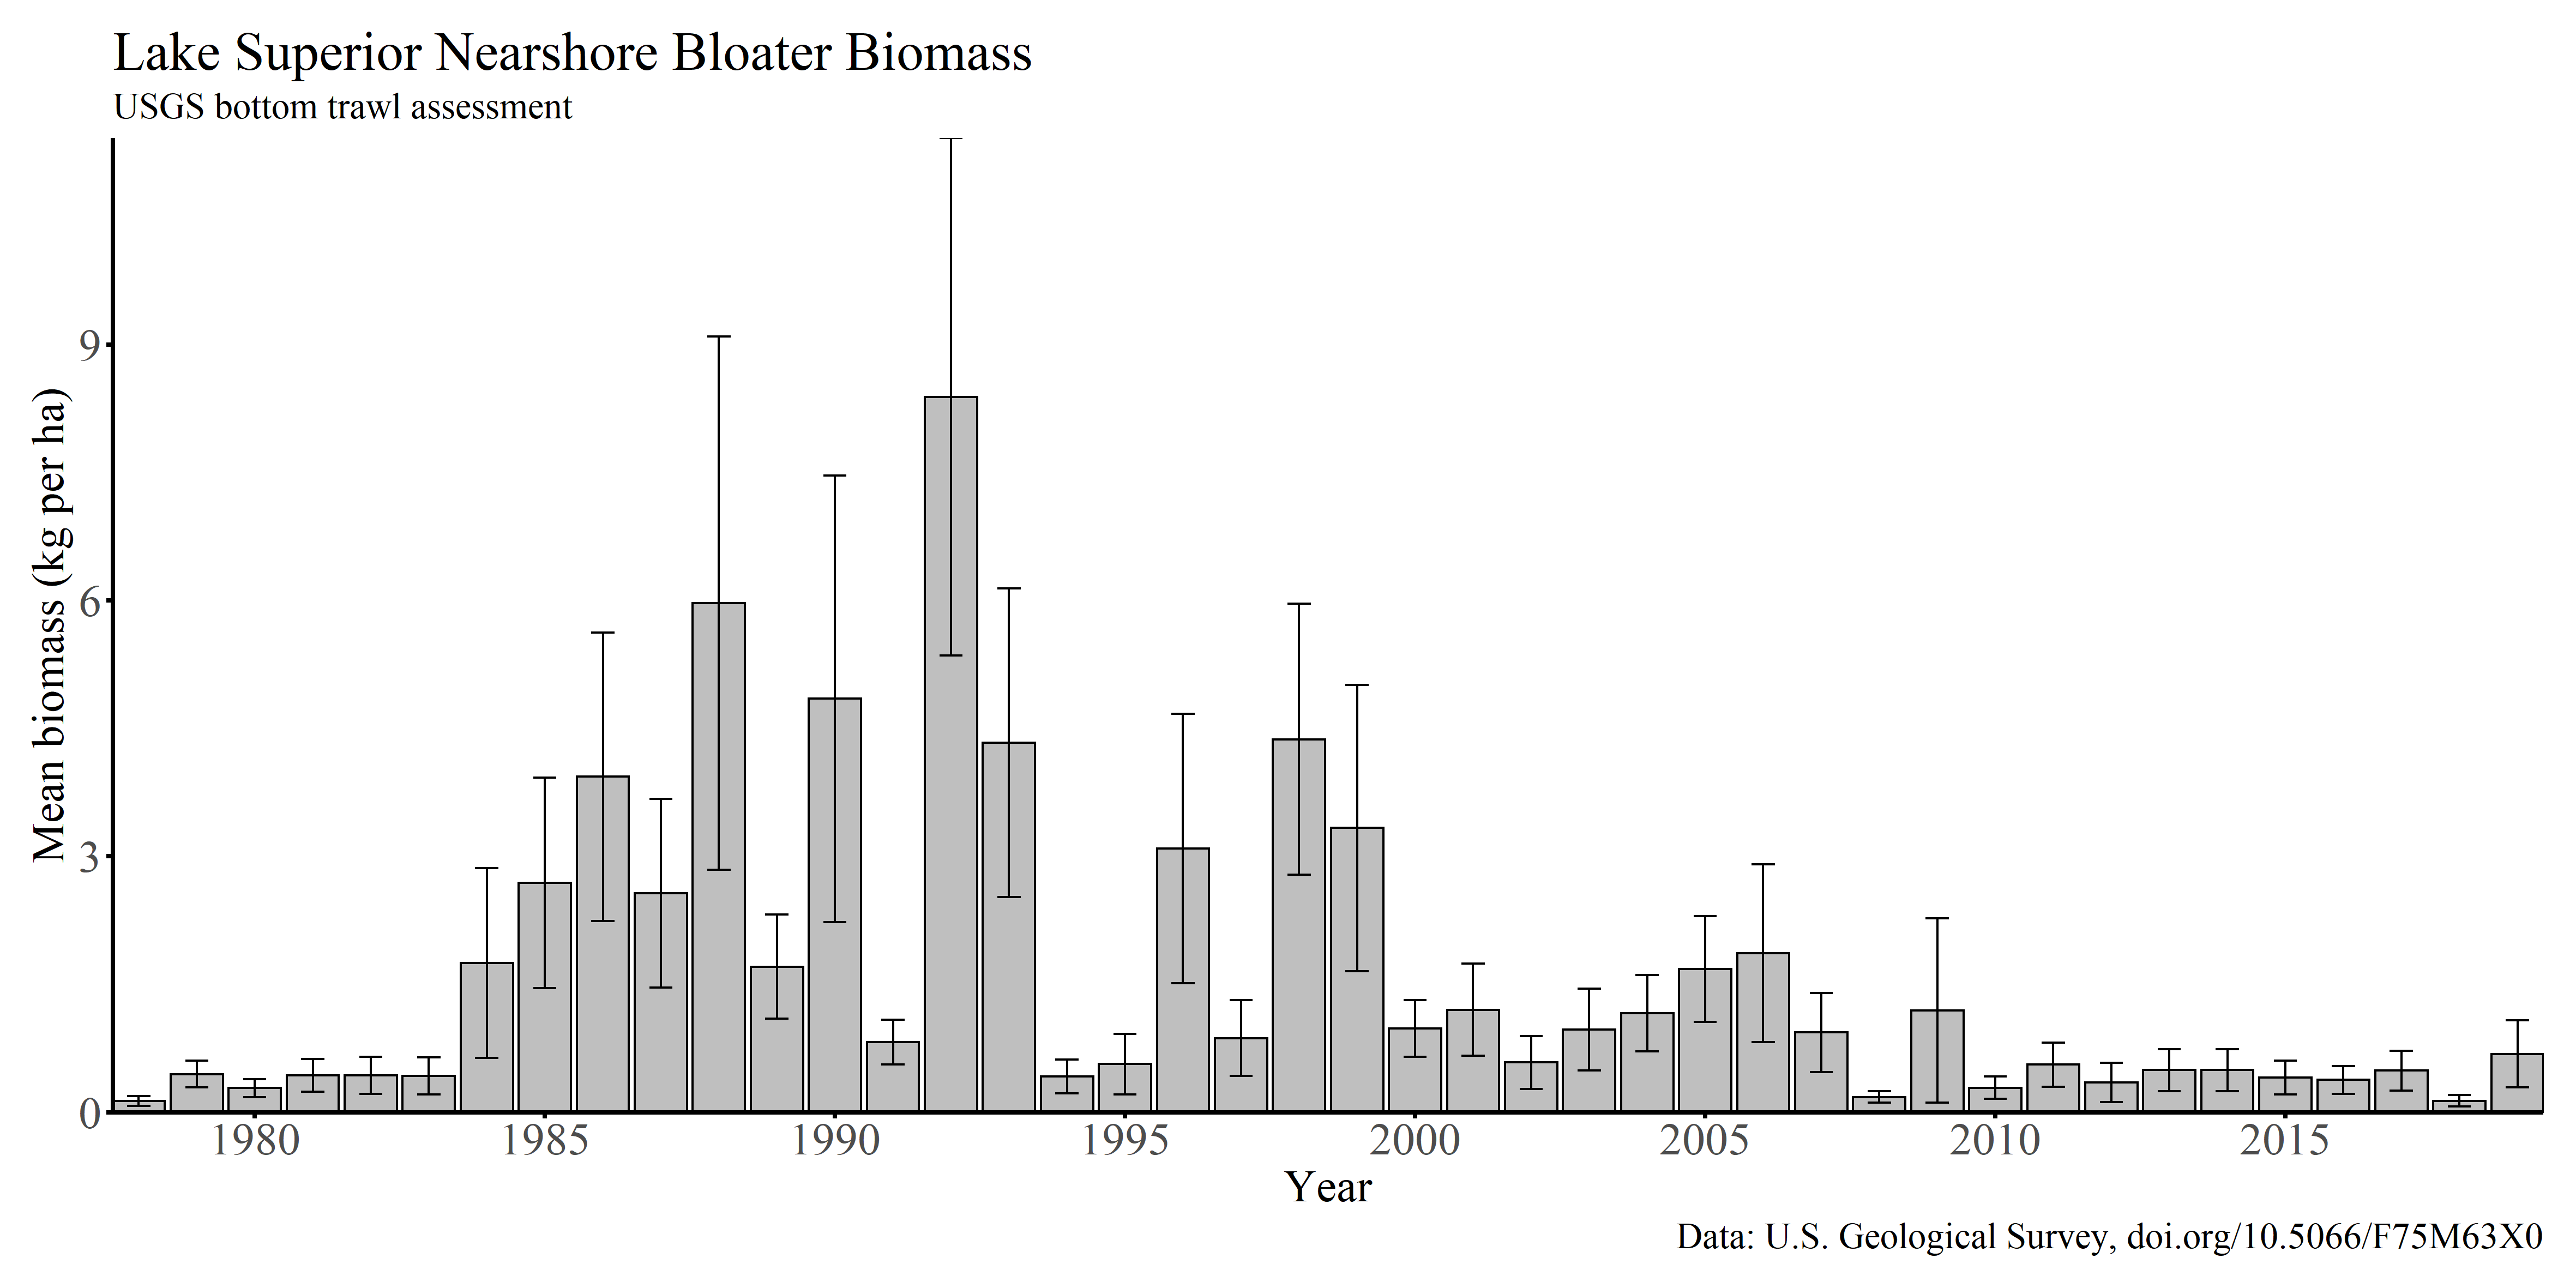 Lake Superior Nearshore Bloater Biomass
USGS bottom trawl assessment
Mean biomass (kg per ha)
9
6
3
0
1980 1985 1990 1995 2000 2005 2010 2015
Year
Data: U.S. Geological Survey, doi.org/10.5066/F75M63X0